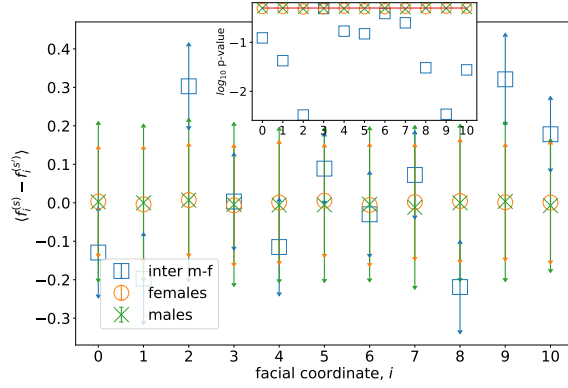 log₁₀ p-value
−1
−2
0 1 2 3 4 5 6 7 8 9 10
⟨f_i^(s) − f_i^(s′)⟩
0.4
0.3
0.2
0.1
0.0
−0.1
−0.2
−0.3
inter m-f
females
males
0 1 2 3 4 5 6 7 8 9 10
facial coordinate, i